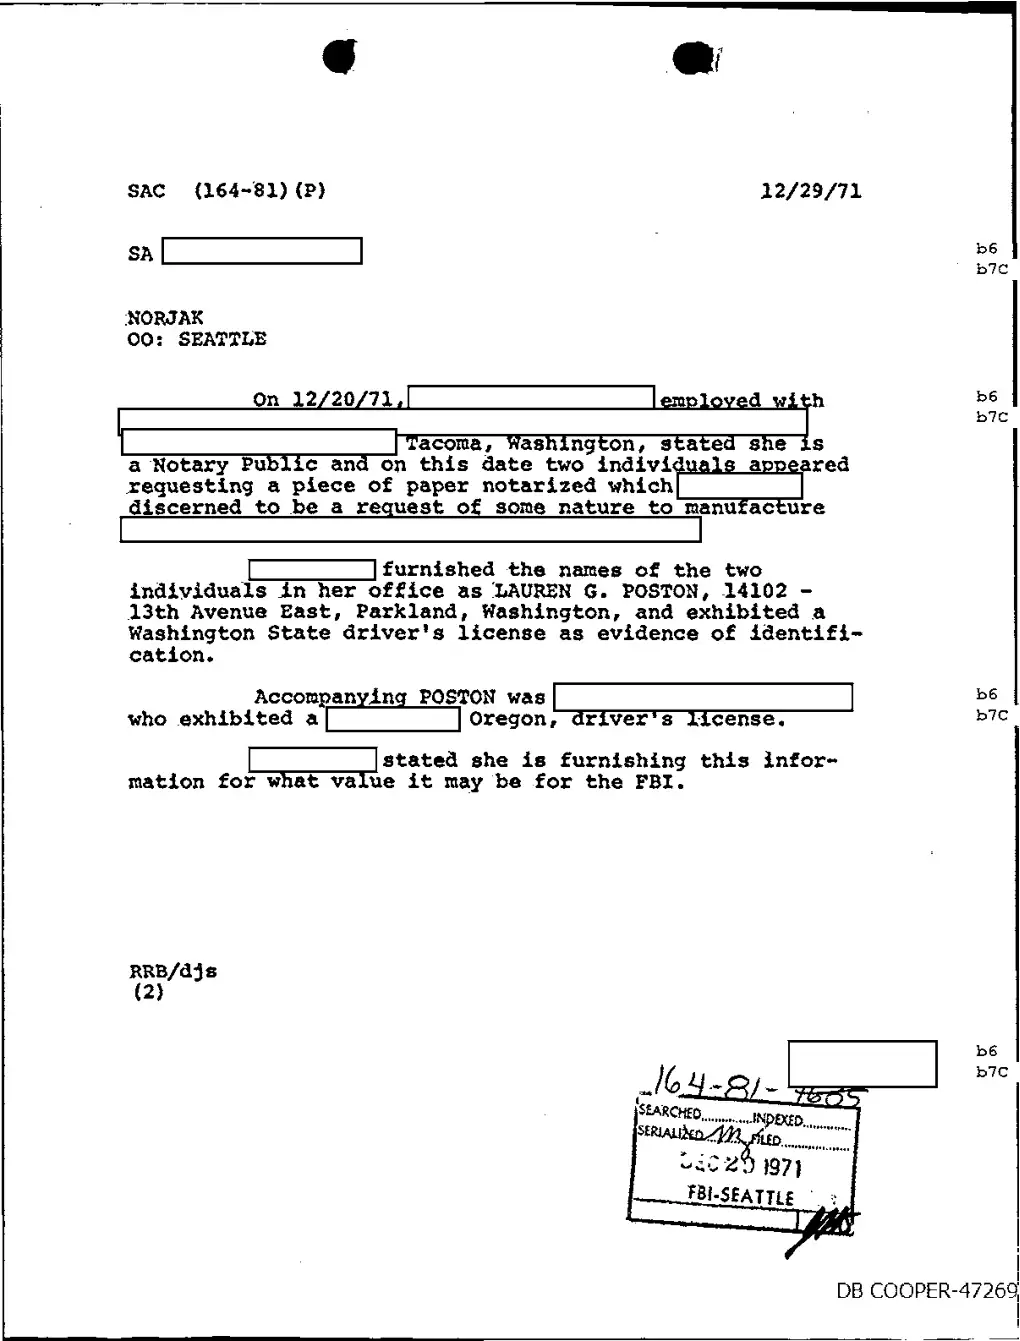 SAC (164-81)(P) 12/29/71
SA b6
b7C
NORJAK
OO: SEATTLE
On 12/20/71, employed with b6
b7C
Tacoma, Washington, stated she is
a Notary Public and on this date two individuals appeared
requesting a piece of paper notarized which
discerned to be a request of some nature to manufacture
furnished the names of the two
individuals in her office as LAUREN G. POSTON, 14102 -
13th Avenue East, Parkland, Washington, and exhibited a
Washington State driver's license as evidence of identifi-
cation.
Accompanying POSTON was b6
who exhibited a Oregon, driver's license. b7C
stated she is furnishing this infor-
mation for what value it may be for the FBI.
RRB/djs
(2)
b6
b7C
164-81-
SEARCHED..........INDEXED..........
SERIALIZED FILED..........
DEC 29 1971
FBI-SEATTLE
DB COOPER-47269